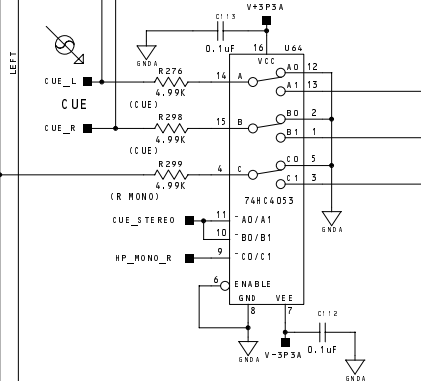 V+3P3A
C113
0.1uF
GNDA
16
U64
VCC
LEFT
CUE_L
R276
4.99K
14
A
A0
12
A1
13
CUE
(CUE)
CUE_R
R298
4.99K
15
B
B0
2
B1
1
(CUE)
R299
4.99K
4
C
C0
5
C1
3
(R MONO)
74HC4053
CUE_STEREO
11
¯A0/A1
10
¯B0/B1
HP_MONO_R
9
¯C0/C1
GNDA
6
ENABLE
GND
VEE
8
7
C112
0.1uF
GNDA
V-3P3A
GNDA